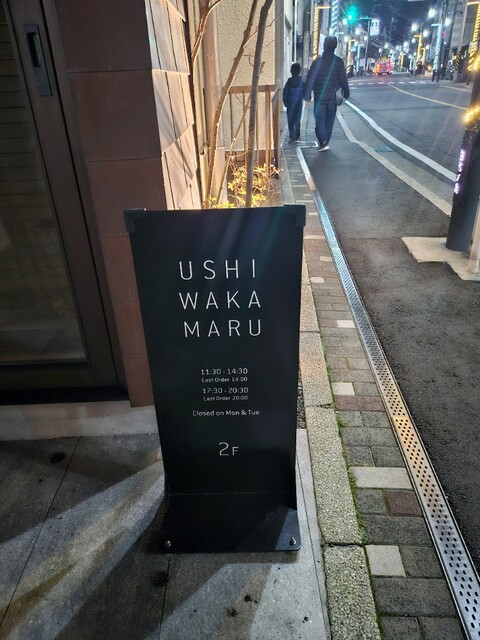 USHI
WAKA
MARU
11:30 - 14:30
Last Order 14:00
17:30 - 20:30
Last Order 20:00
Closed on Mon & Tue
2F